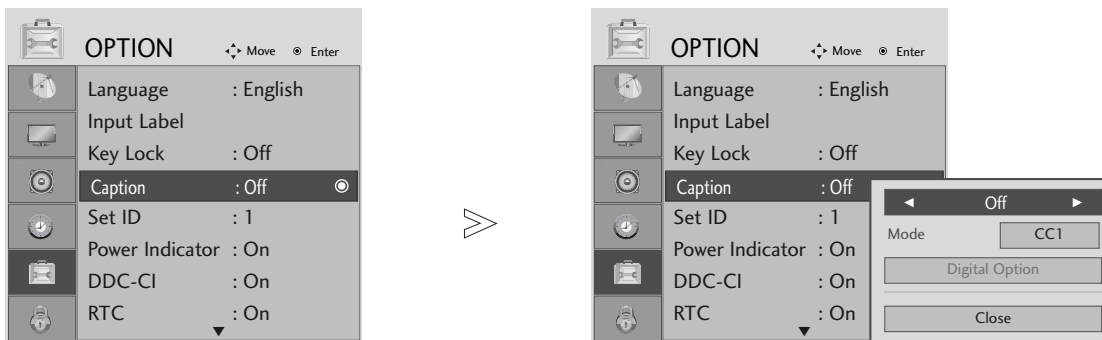 OPTION Move Enter
Language : English
Input Label
Key Lock : Off
Caption : Off
Set ID : 1
Power Indicator : On
DDC-CI : On
RTC : On
OPTION Move Enter
Language : English
Input Label
Key Lock : Off
Caption : Off
Set ID : 1
Power Indicator : On
DDC-CI : On
RTC : On
Off
Mode CC1
Digital Option
Close